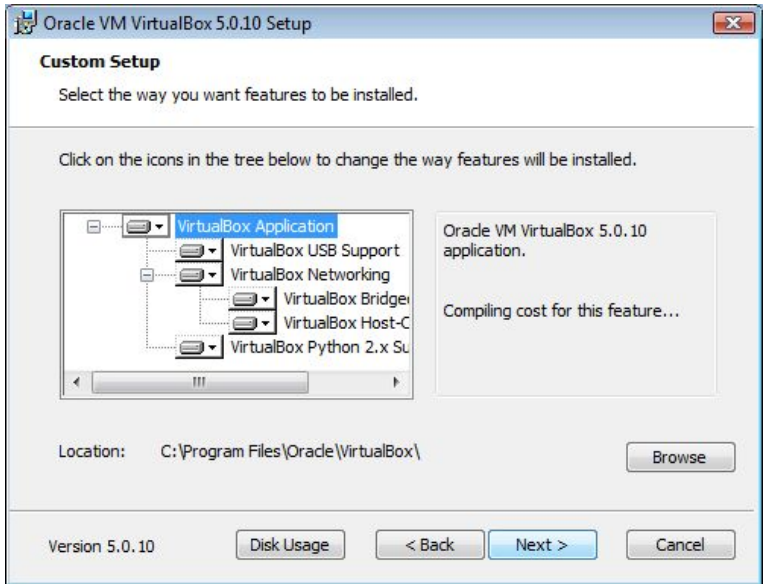 Oracle VM VirtualBox 5.0.10 Setup
Custom Setup
Select the way you want features to be installed.
Click on the icons in the tree below to change the way features will be installed.
VirtualBox Application
VirtualBox USB Support
VirtualBox Networking
VirtualBox Bridge
VirtualBox Host-C
VirtualBox Python 2.x Su
Oracle VM VirtualBox 5.0.10
application.
Compiling cost for this feature...
Location: C:\Program Files\Oracle\VirtualBox\
Browse
Version 5.0.10
Disk Usage
< Back
Next >
Cancel